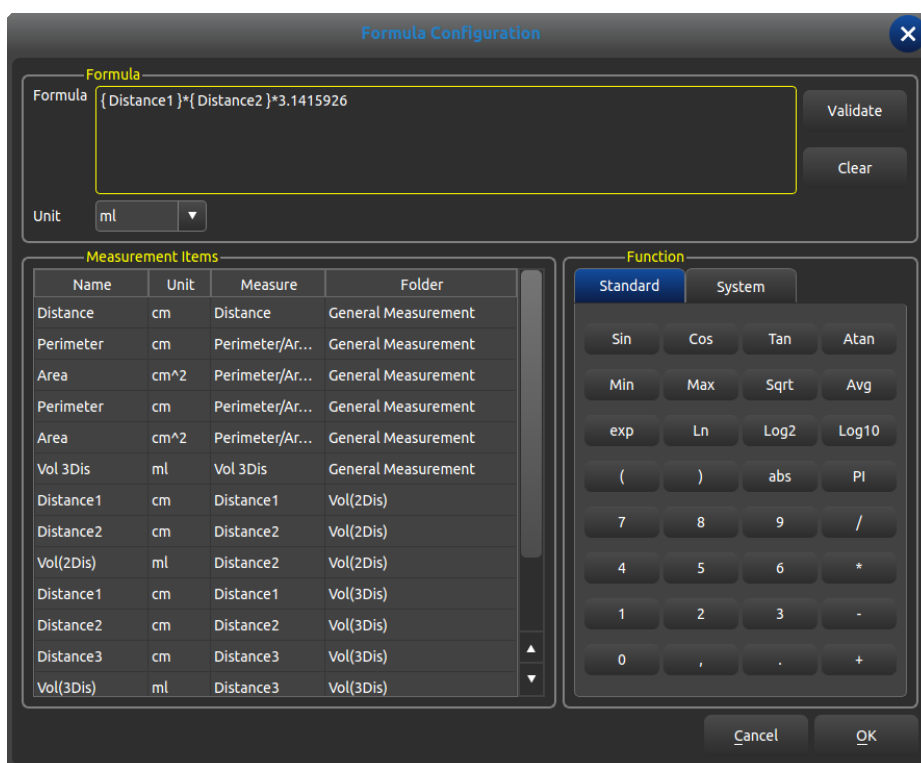 Formula Configuration
Formula
Formula { Distance1 }*{ Distance2 }*3.1415926
Validate
Clear
Unit ml
Measurement Items
Name Unit Measure Folder
Distance cm Distance General Measurement
Perimeter cm Perimeter/Ar... General Measurement
Area cm^2 Perimeter/Ar... General Measurement
Perimeter cm Perimeter/Ar... General Measurement
Area cm^2 Perimeter/Ar... General Measurement
Vol 3Dis ml Vol 3Dis General Measurement
Distance1 cm Distance1 Vol(2Dis)
Distance2 cm Distance2 Vol(2Dis)
Vol(2Dis) ml Distance2 Vol(2Dis)
Distance1 cm Distance1 Vol(3Dis)
Distance2 cm Distance2 Vol(3Dis)
Distance3 cm Distance3 Vol(3Dis)
Vol(3Dis) ml Distance3 Vol(3Dis)
Function
Standard System
Sin Cos Tan Atan
Min Max Sqrt Avg
exp Ln Log2 Log10
( ) abs PI
7 8 9 /
4 5 6 *
1 2 3 -
0 , . +
Cancel OK